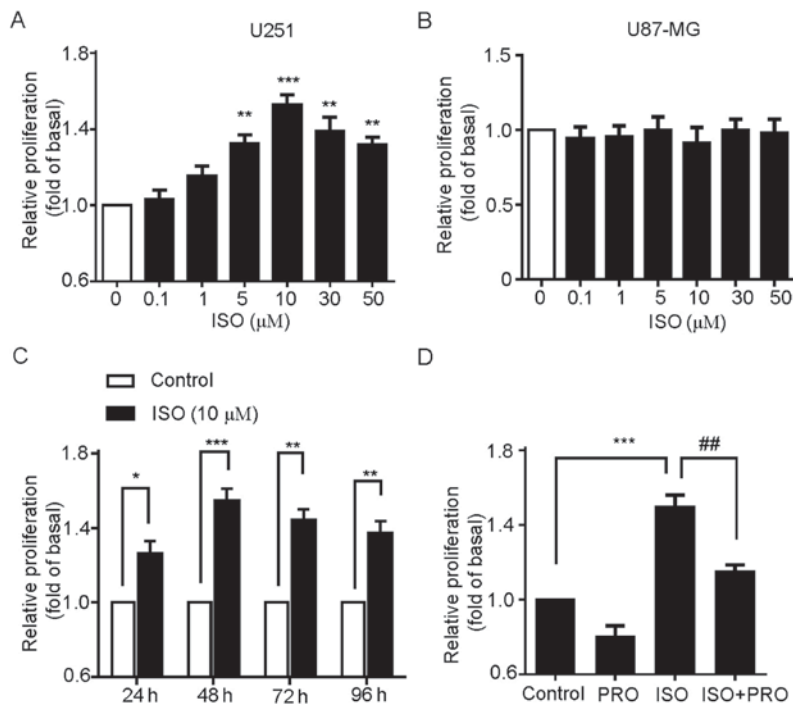 A
U251
Relative proliferation
(fold of basal)
1.8
1.4
1.0
0.6
**
***
**
**
0 0.1 1 5 10 30 50
ISO (μM)
B
U87-MG
Relative proliferation
(fold of basal)
1.5
1.0
0.5
0
0 0.1 1 5 10 30 50
ISO (μM)
C
Control
ISO (10 μM)
Relative proliferation
(fold of basal)
1.8
1.4
1.0
0.6
*
***
**
**
24 h 48 h 72 h 96 h
D
Relative proliferation
(fold of basal)
1.8
1.4
1.0
0.6
***
##
Control PRO ISO ISO+PRO